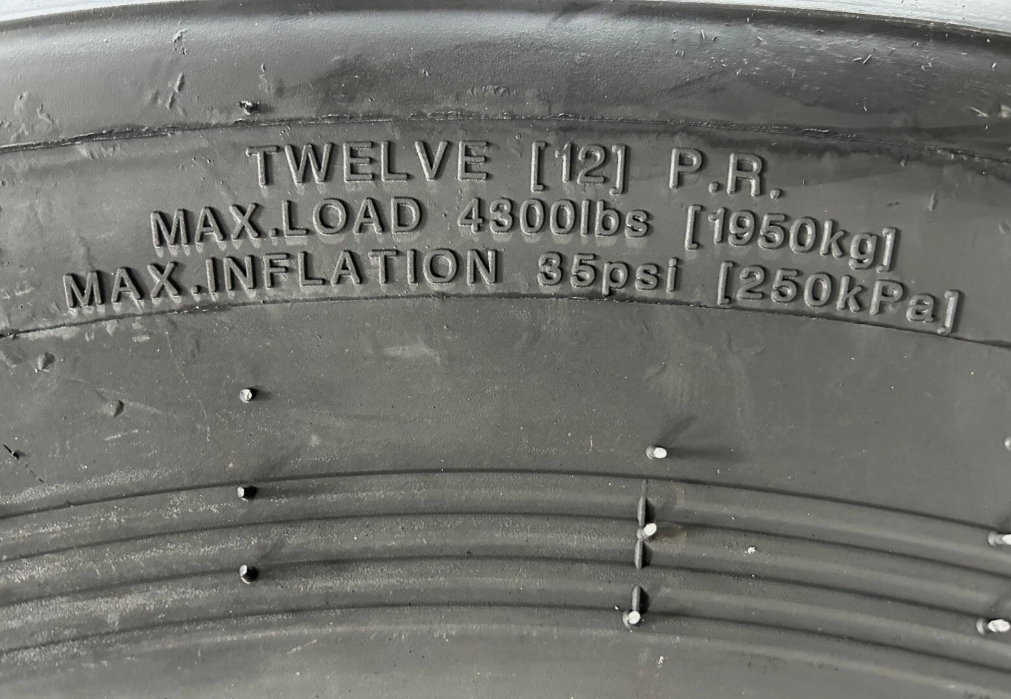 TWELVE [12] P.R.
MAX.LOAD 4300lbs [1950kg]
MAX.INFLATION 35psi [250kPa]